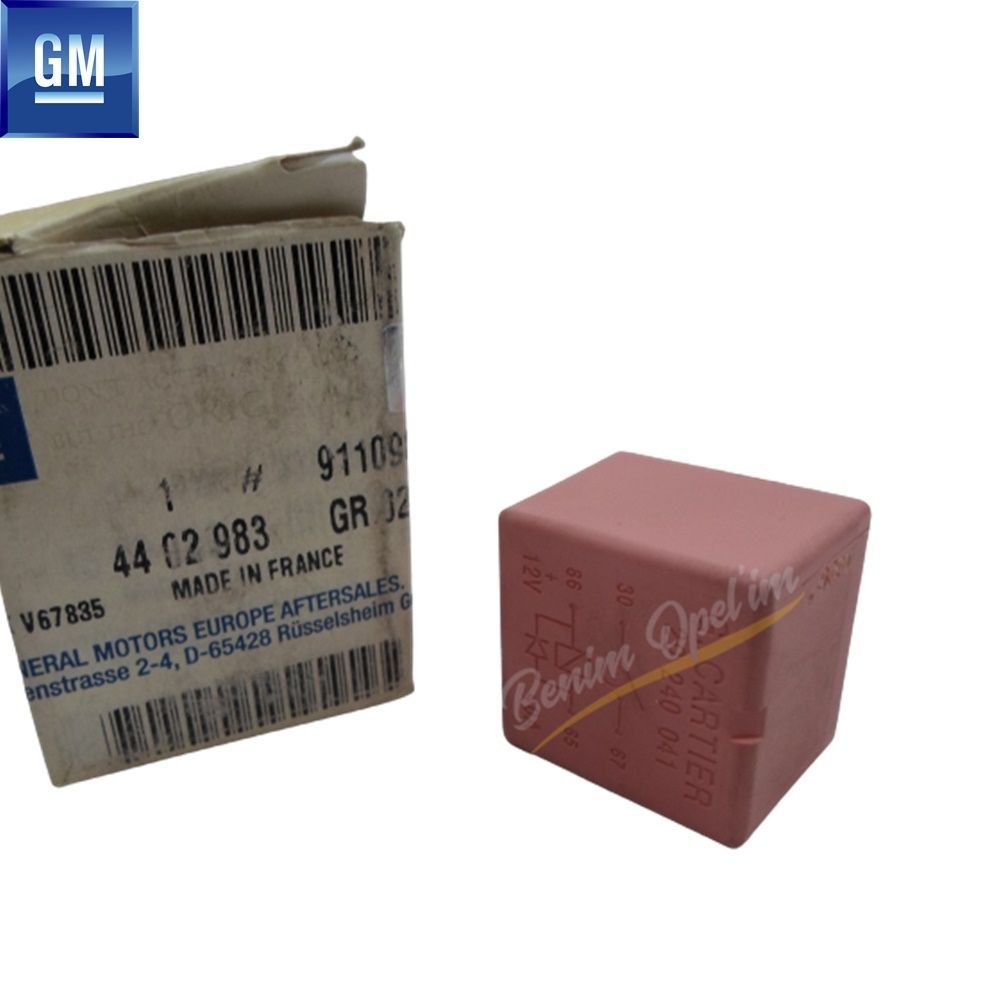 GM
1 # 91109
44 02 983 GR
MADE IN FRANCE
V67835
NERAL MOTORS EUROPE AFTERSALES.
enstrasse 2-4, D-65428 Rüsselsheim G
12V
+
86
30
85
87
CARTIER
240 041
Benim Opel'im